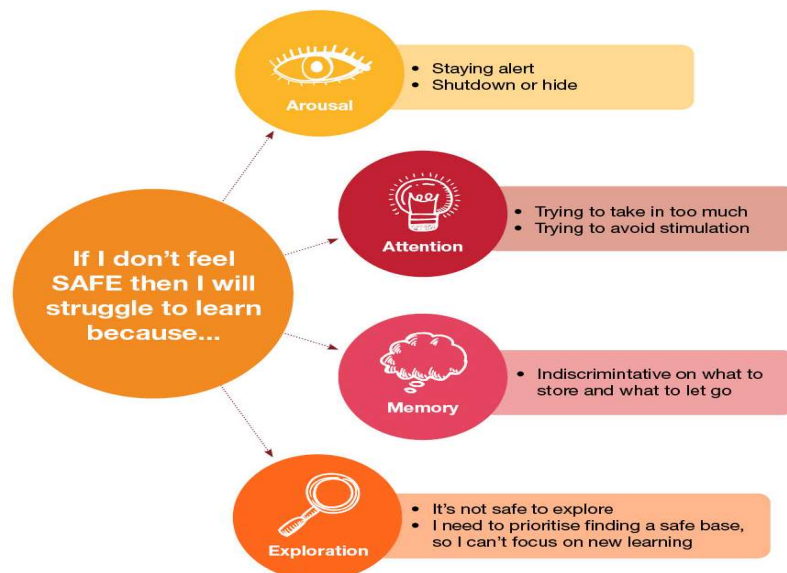 • Staying alert
• Shutdown or hide
Arousal
• Trying to take in too much
• Trying to avoid stimulation
Attention
If I don’t feel
SAFE then I will
struggle to learn
because...
• Indiscrimintative on what to
store and what to let go
Memory
• It’s not safe to explore
• I need to prioritise finding a safe base,
so I can’t focus on new learning
Exploration